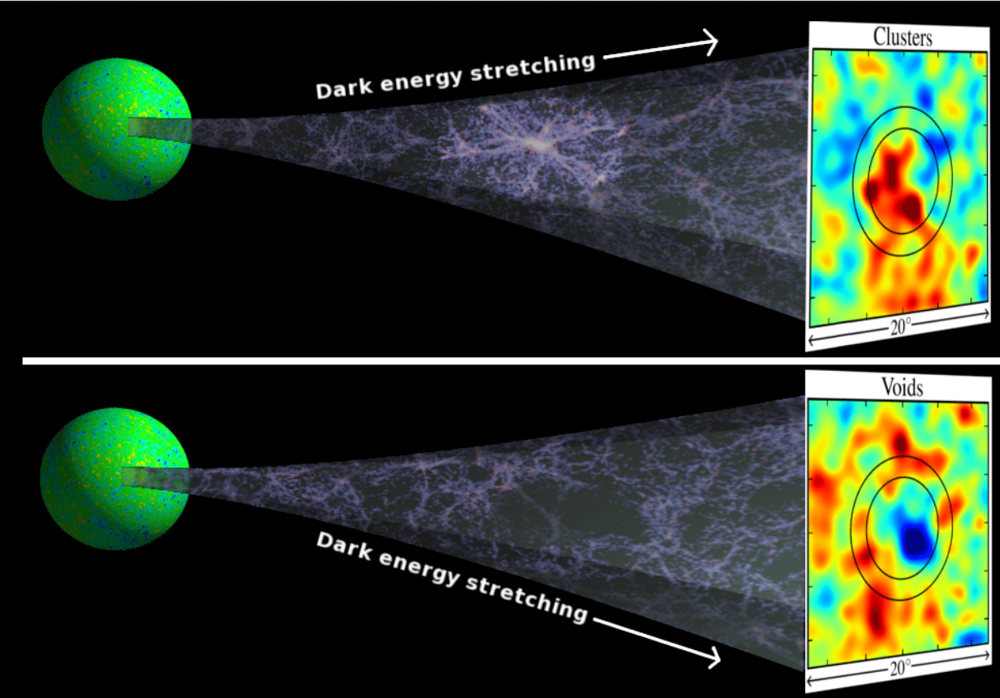 Dark energy stretching
Clusters
20°
Voids
Dark energy stretching
20°